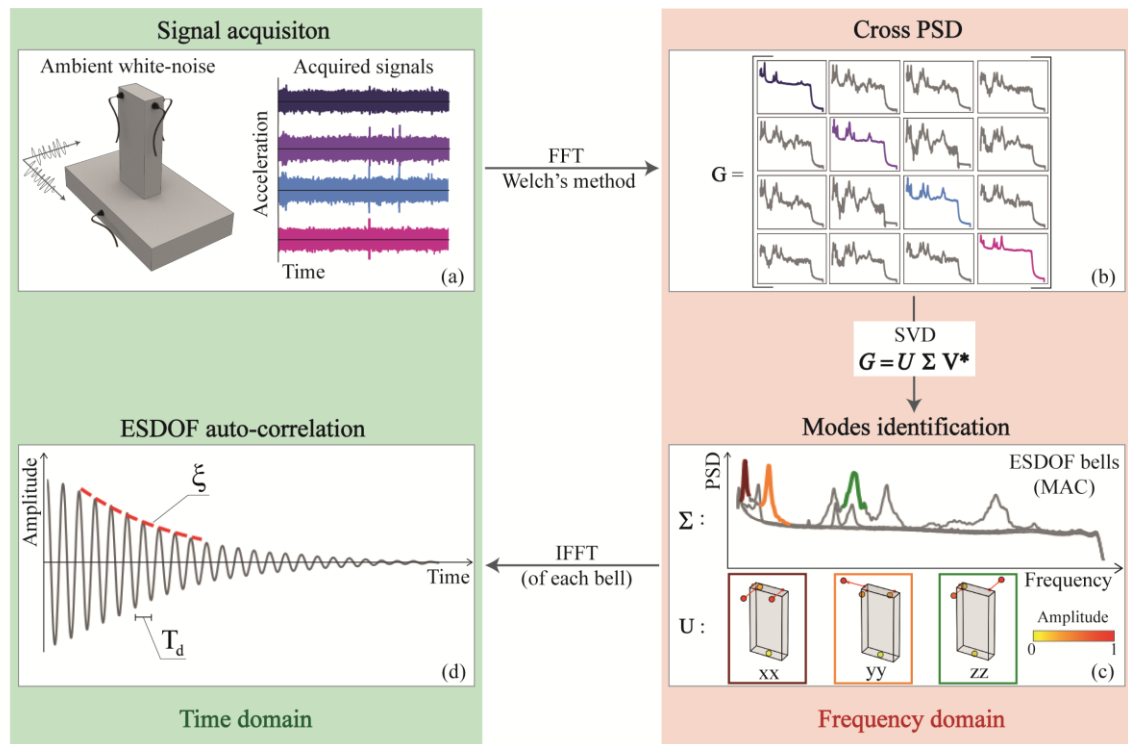 Signal acquisiton
Ambient white-noise
Acquired signals
Acceleration
Time
(a)
FFT
Welch's method
Cross PSD
G =
(b)
SVD
G = U Σ V*
Modes identification
PSD
ESDOF bells
(MAC)
Σ :
Frequency
U :
xx
yy
zz
Amplitude
0
1
(c)
Frequency domain
IFFT
(of each bell)
ESDOF auto-correlation
Amplitude
ξ
Time
T_d
(d)
Time domain